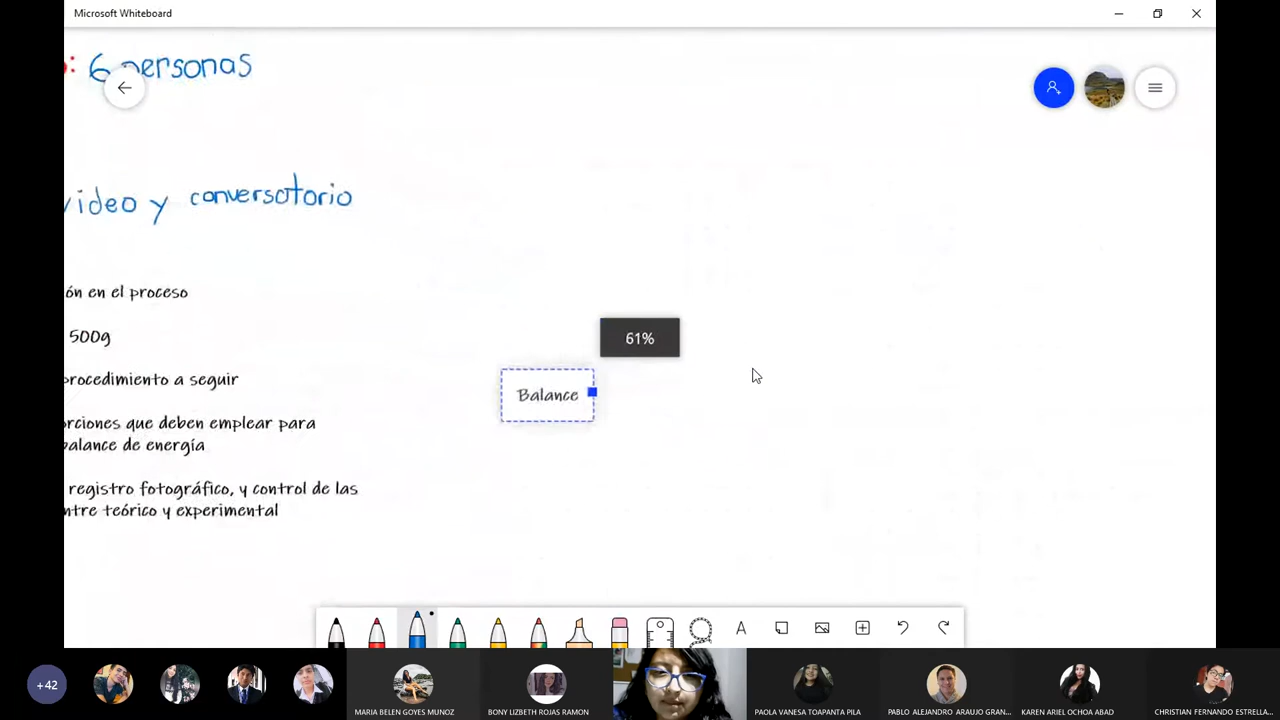 Microsoft Whiteboard
: 6 personas
video y conversatorio
ón en el proceso
500g
procedimiento a seguir
orciones que deben emplear para
balance de energía
registro fotográfico, y control de las
ntre teórico y experimental
61%
Balance
A
+42
MARIA BELEN GOYES MUNOZ
BONY LIZBETH ROJAS RAMON
PAOLA VANESA TOAPANTA PILA
PABLO ALEJANDRO ARAUJO GRAN...
KAREN ARIEL OCHOA ABAD
CHRISTIAN FERNANDO ESTRELLA...